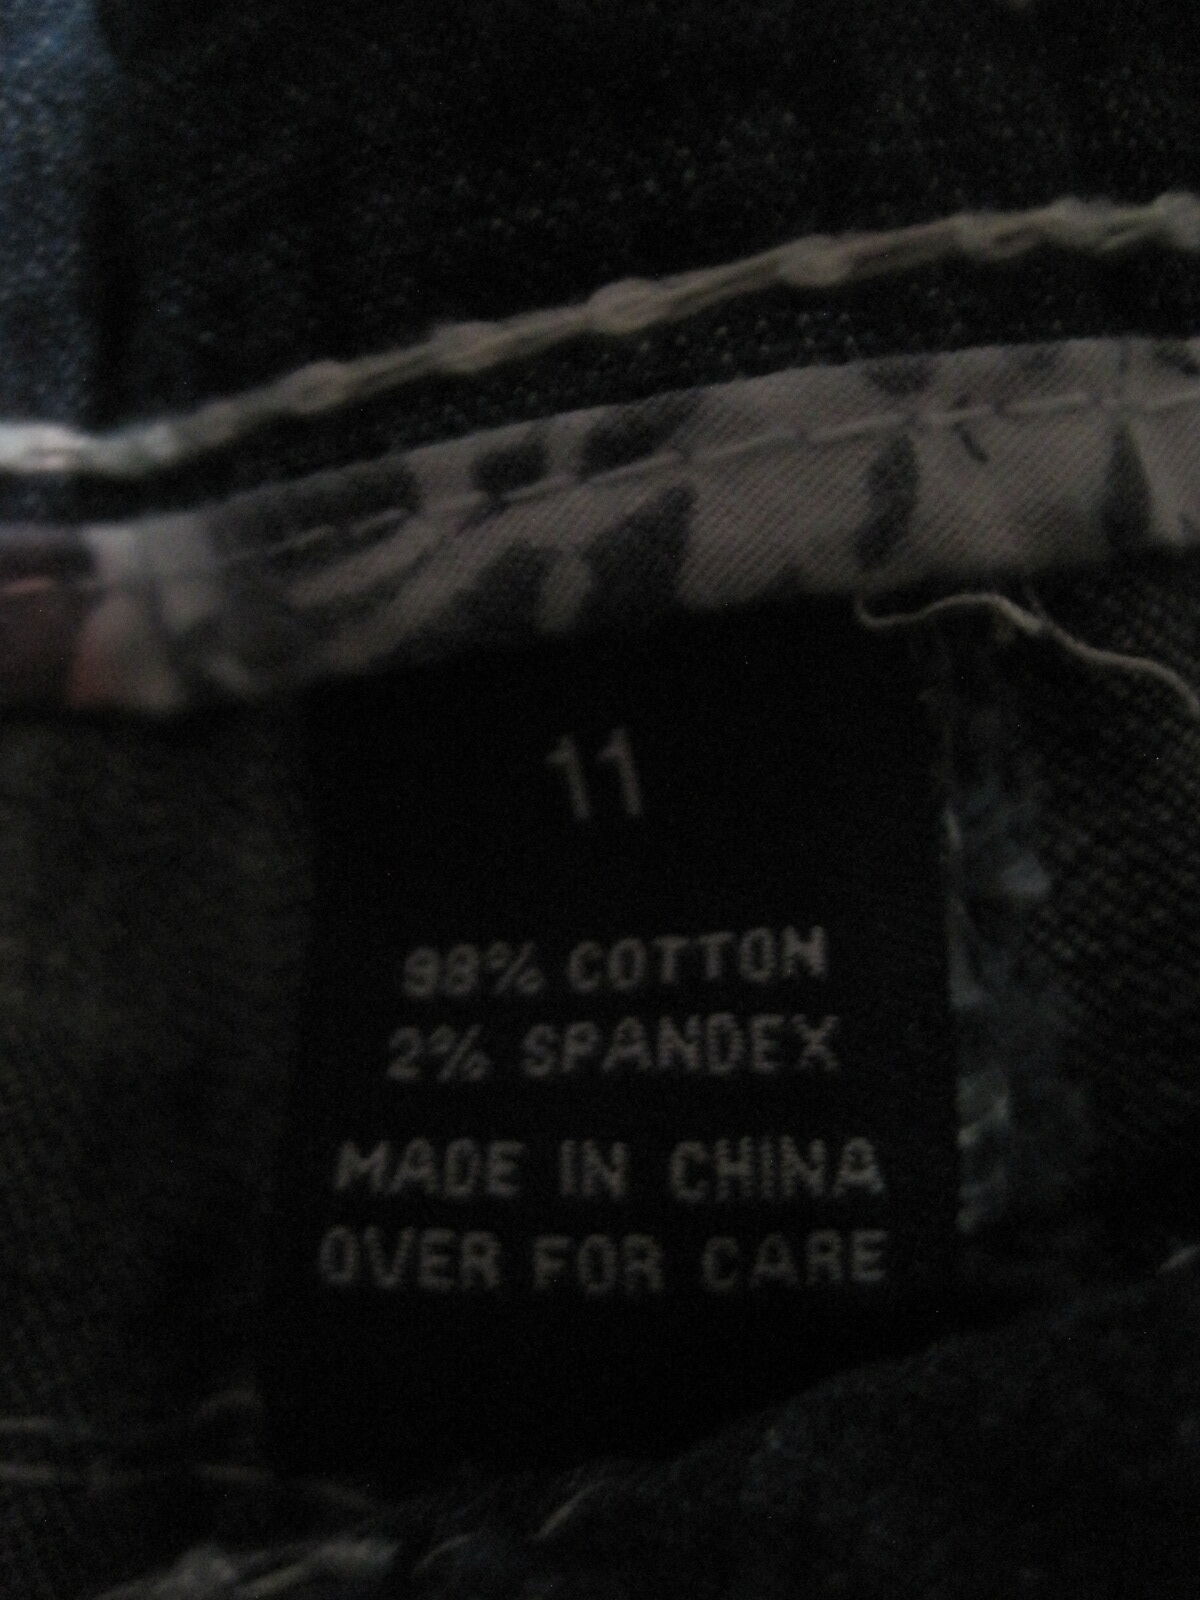 11
98% COTTON
2% SPANDEX
MADE IN CHINA
OVER FOR CARE